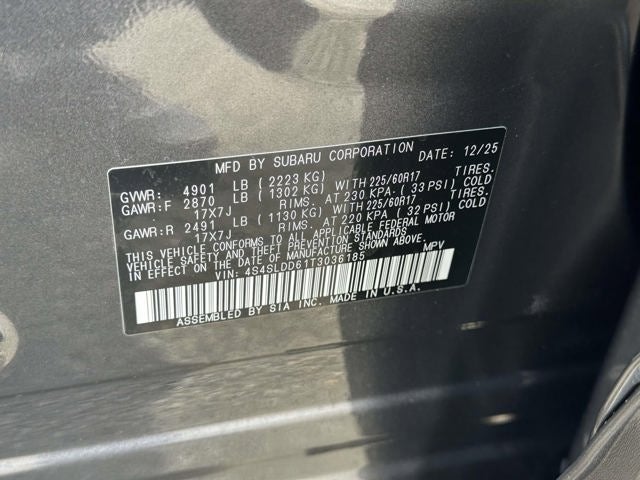 MFD BY SUBARU CORPORATION DATE: 12/25
GVWR: 4901 LB (2223 KG)
GAWR:F 2870 LB (1302 KG) WITH 225/60R17 TIRES.
17X7J RIMS. AT 230 KPA (33 PSI) COLD
GAWR:R 2491 LB (1130 KG) WITH 225/60R17 TIRES.
17X7J RIMS. AT 220 KPA (32 PSI) COLD
THIS VEHICLE CONFORMS TO ALL APPLICABLE FEDERAL MOTOR
VEHICLE SAFETY AND THEFT PREVENTION STANDARDS
IN EFFECT ON THE DATE OF MANUFACTURE SHOWN ABOVE.
VIN: 4S4SLDD61T3036185 MPV
ASSEMBLED BY SIA INC. MADE IN U.S.A.